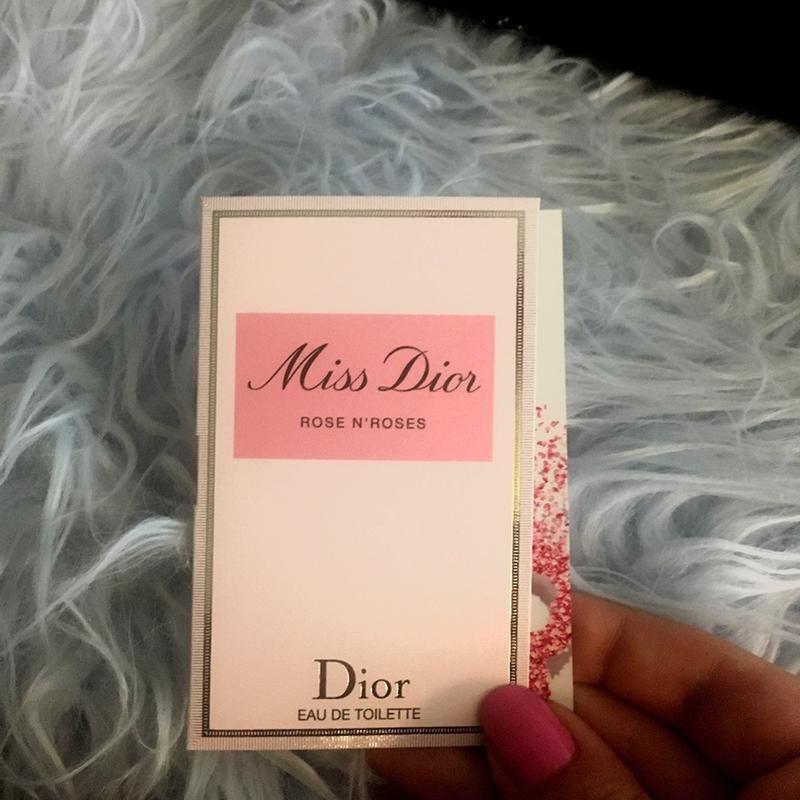 Miss Dior
ROSE N'ROSES
Dior
EAU DE TOILETTE